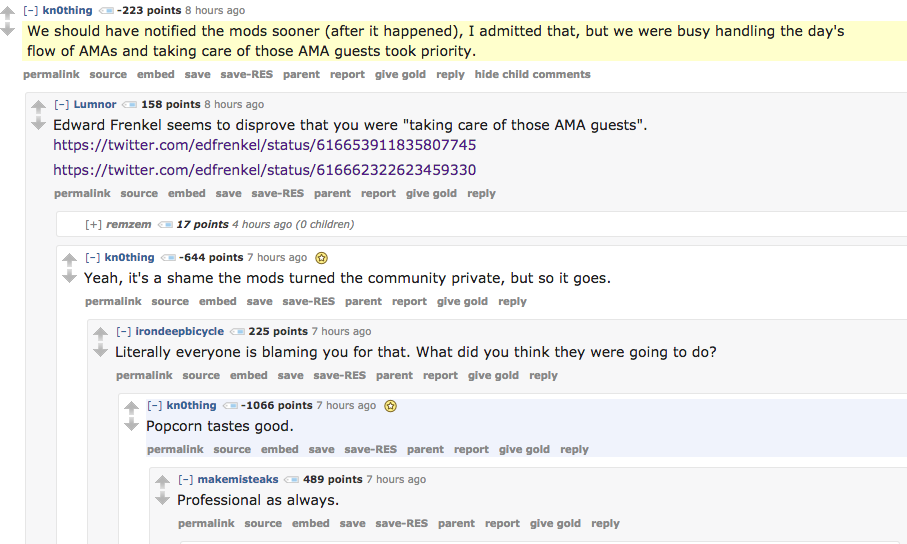 [–] kn0thing -223 points 8 hours ago
We should have notified the mods sooner (after it happened), I admitted that, but we were busy handling the day's
flow of AMAs and taking care of those AMA guests took priority.
permalink source embed save save-RES parent report give gold reply hide child comments
[–] Lumnor 158 points 8 hours ago
Edward Frenkel seems to disprove that you were "taking care of those AMA guests".
https://twitter.com/edfrenkel/status/616653911835807745
https://twitter.com/edfrenkel/status/616662322623459330
permalink source embed save save-RES parent report give gold reply
[+] remzem 17 points 4 hours ago (0 children)
[–] kn0thing -644 points 7 hours ago
Yeah, it's a shame the mods turned the community private, but so it goes.
permalink source embed save save-RES parent report give gold reply
[–] irondeepbicycle 225 points 7 hours ago
Literally everyone is blaming you for that. What did you think they were going to do?
permalink source embed save save-RES parent report give gold reply
[–] kn0thing -1066 points 7 hours ago
Popcorn tastes good.
permalink source embed save save-RES parent report give gold reply
[–] makemisteaks 489 points 7 hours ago
Professional as always.
permalink source embed save save-RES parent report give gold reply